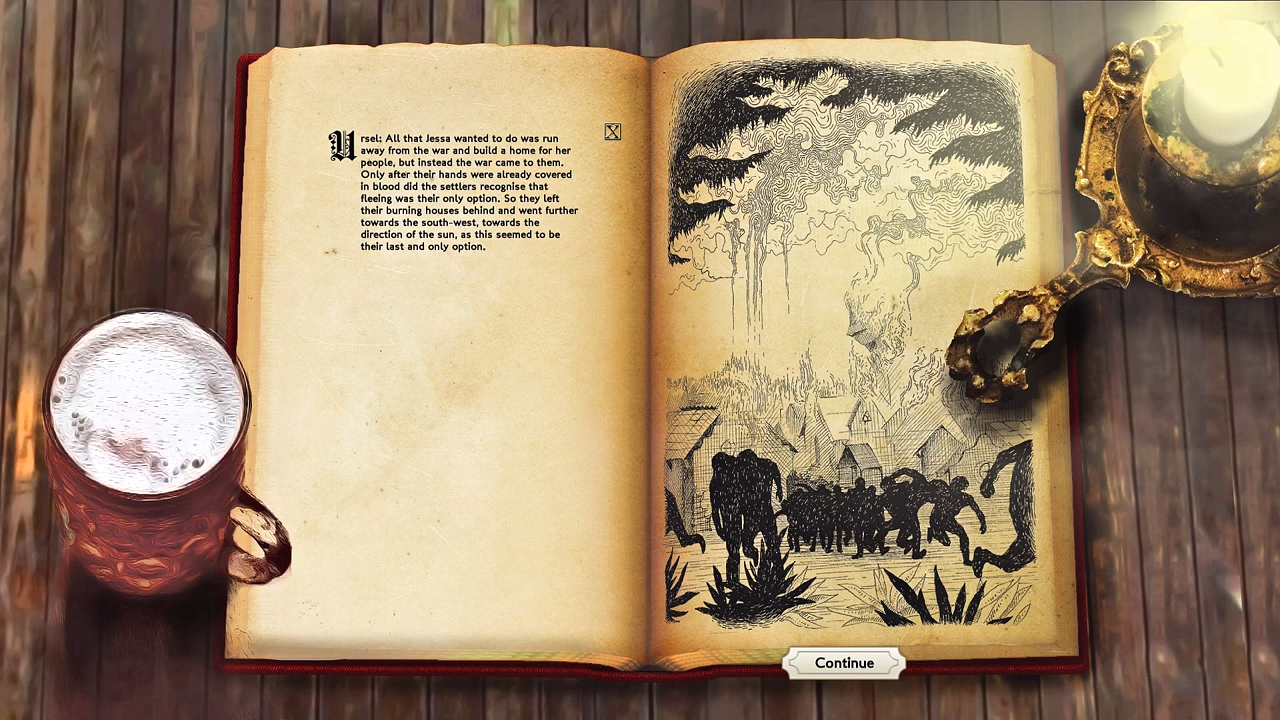 Ursel: All that Jessa wanted to do was run
away from the war and build a home for her
people, but instead the war came to them.
Only after their hands were already covered
in blood did the settlers recognise that
fleeing was their only option. So they left
their burning houses behind and went further
towards the south-west, towards the
direction of the sun, as this seemed to be
their last and only option.
X
Continue